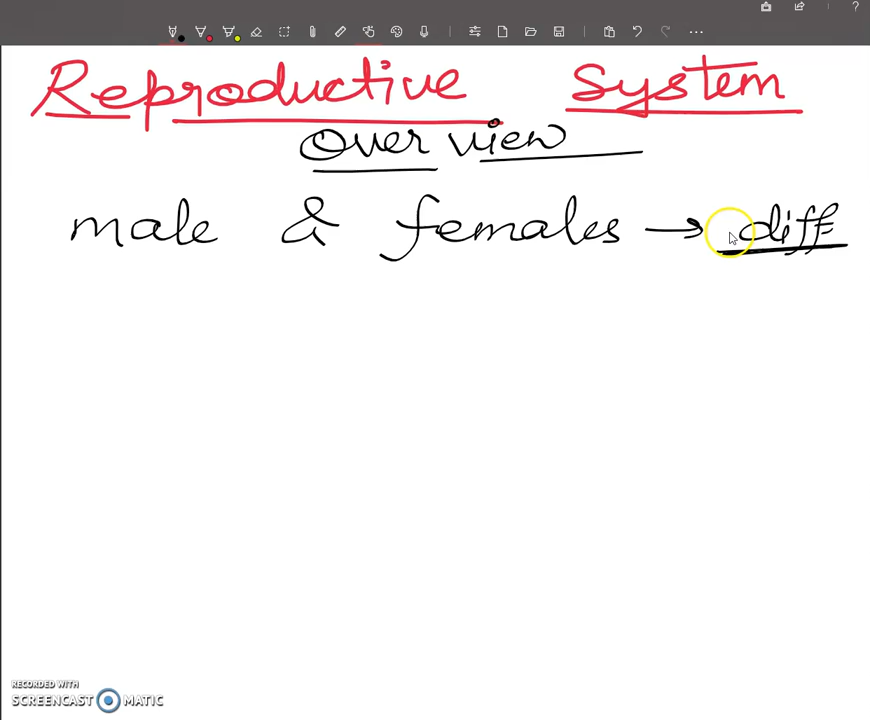 Reproductive System
Over view
male & females → diff
RECORDED WITH
SCREENCAST MATIC